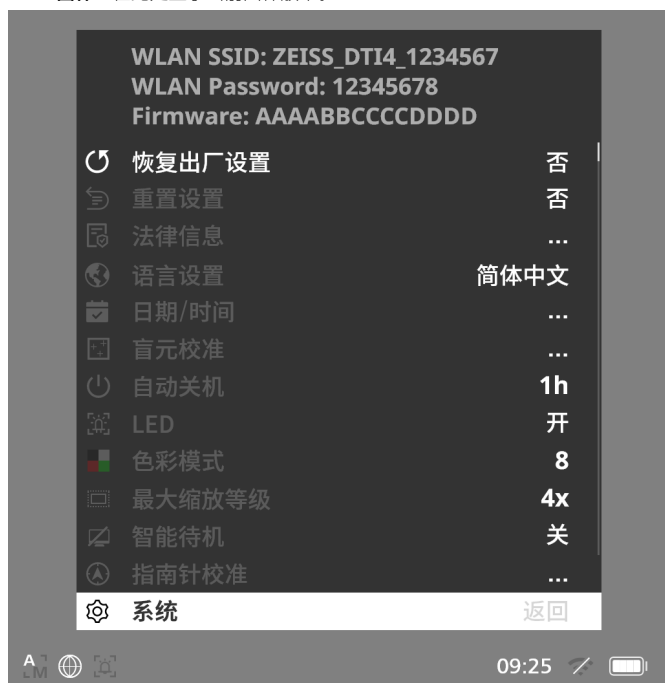 WLAN SSID: ZEISS_DTI4_1234567
WLAN Password: 12345678
Firmware: AAAABBCCCCDDDD
恢复出厂设置 否
重置设置 否
法律信息 ...
语言设置 简体中文
日期/时间 ...
盲元校准 ...
自动关机 1h
LED 开
色彩模式 8
最大缩放等级 4x
智能待机 关
指南针校准 ...
系统 返回
A M 09:25